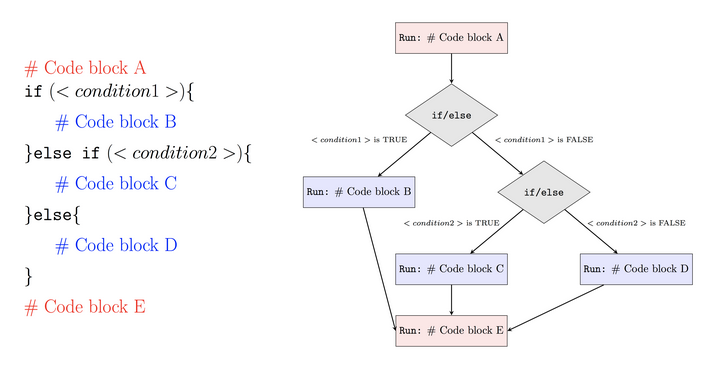 # Code block A
if (< condition1 >){
# Code block B
}else if (< condition2 >){
# Code block C
}else{
# Code block D
}
# Code block E
Run: # Code block A
if/else
< condition1 > is TRUE
< condition1 > is FALSE
Run: # Code block B
if/else
< condition2 > is TRUE
< condition2 > is FALSE
Run: # Code block C
Run: # Code block D
Run: # Code block E